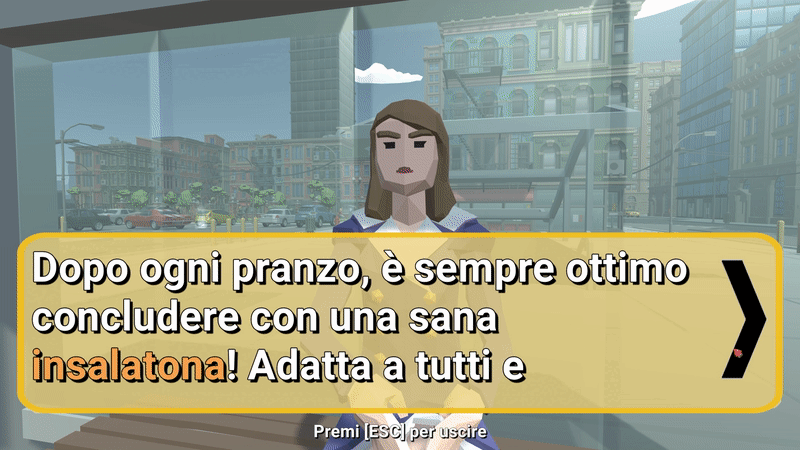 Dopo ogni pranzo, è sempre ottimo
concludere con una sana
insalatona! Adatta a tutti e
Premi [ESC] per uscire